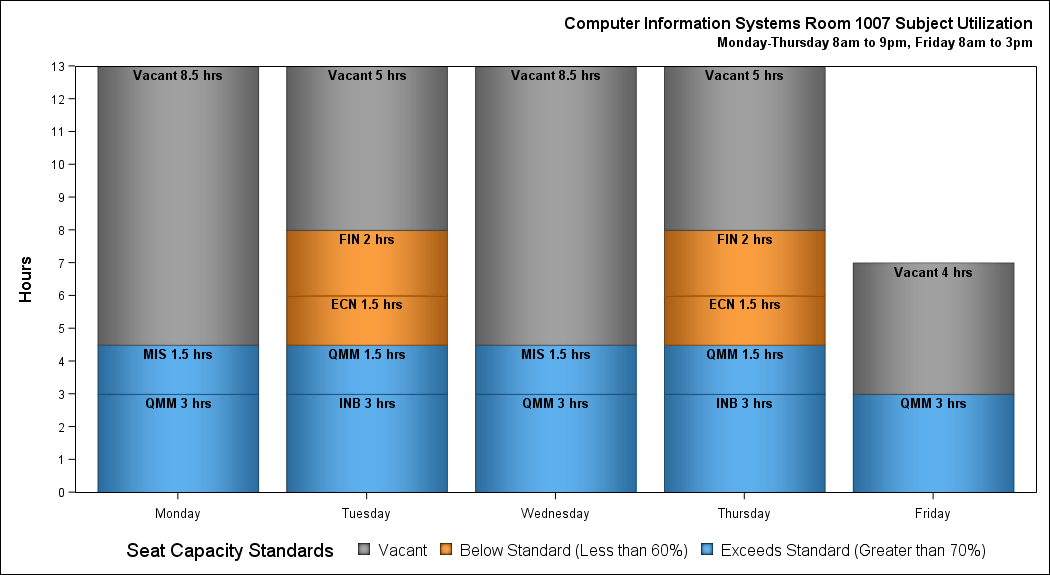 Computer Information Systems Room 1007 Subject Utilization
Monday-Thursday 8am to 9pm, Friday 8am to 3pm
Hours
13
12
11
10
9
8
7
6
5
4
3
2
1
0
Vacant 8.5 hrs
MIS 1.5 hrs
QMM 3 hrs
Vacant 5 hrs
FIN 2 hrs
ECN 1.5 hrs
QMM 1.5 hrs
INB 3 hrs
Vacant 8.5 hrs
MIS 1.5 hrs
QMM 3 hrs
Vacant 5 hrs
FIN 2 hrs
ECN 1.5 hrs
QMM 1.5 hrs
INB 3 hrs
Vacant 4 hrs
QMM 3 hrs
Monday Tuesday Wednesday Thursday Friday
Seat Capacity Standards Vacant Below Standard (Less than 60%) Exceeds Standard (Greater than 70%)